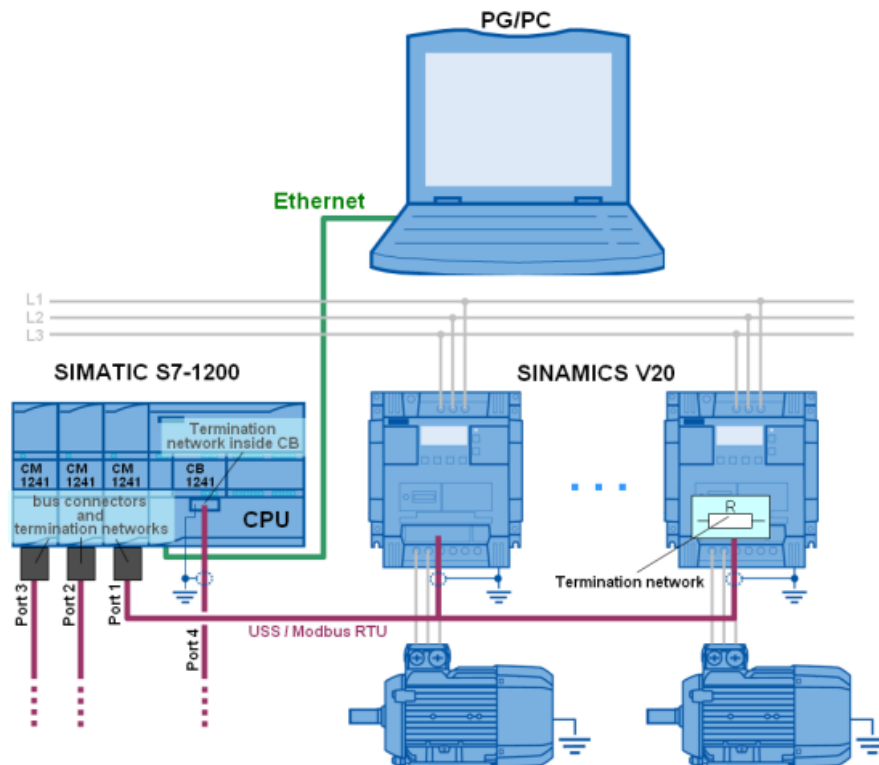 PG/PC
Ethernet
L1
L2
L3
SIMATIC S7-1200
SINAMICS V20
Termination
network inside CB
CM
1241
CM
1241
CM
1241
CB
1241
bus connectors
and
termination networks
CPU
R
Termination network
Port 3
Port 2
Port 1
Port 4
USS / Modbus RTU